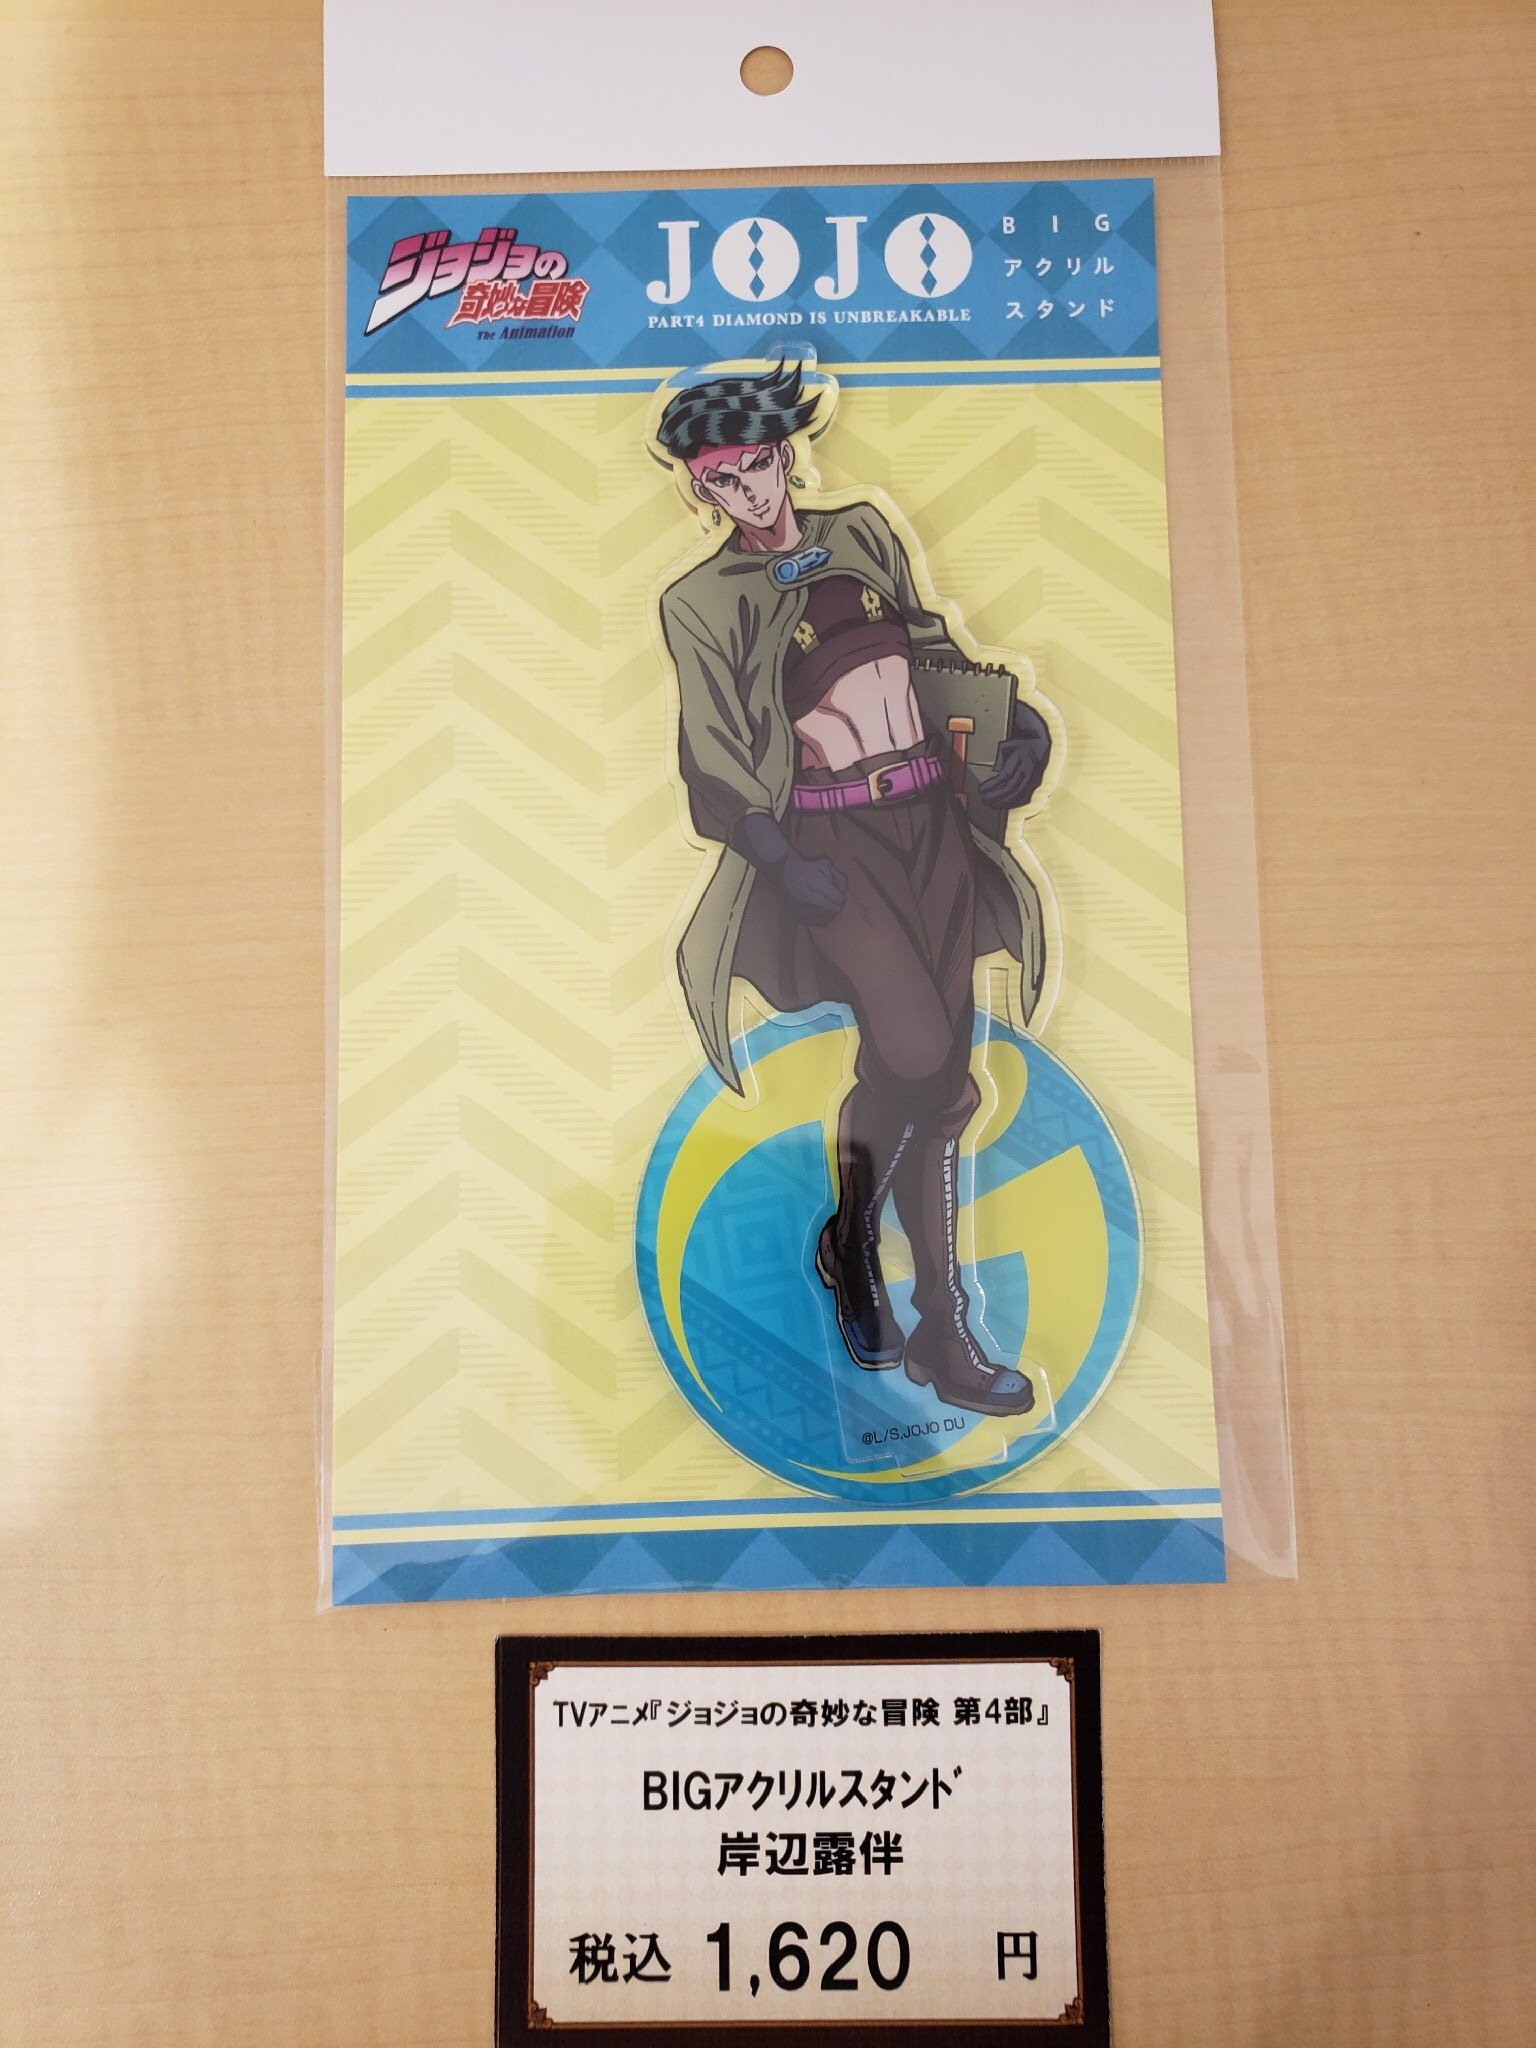 ジョジョの
奇妙な冒険
The Animation
JOJO
PART4 DIAMOND IS UNBREAKABLE
BIG
アクリル
スタンド
©L/S,JOJO DU
TVアニメ『ジョジョの奇妙な冒険 第4部』
BIGアクリルスタンド
岸辺露伴
税込 1,620 円